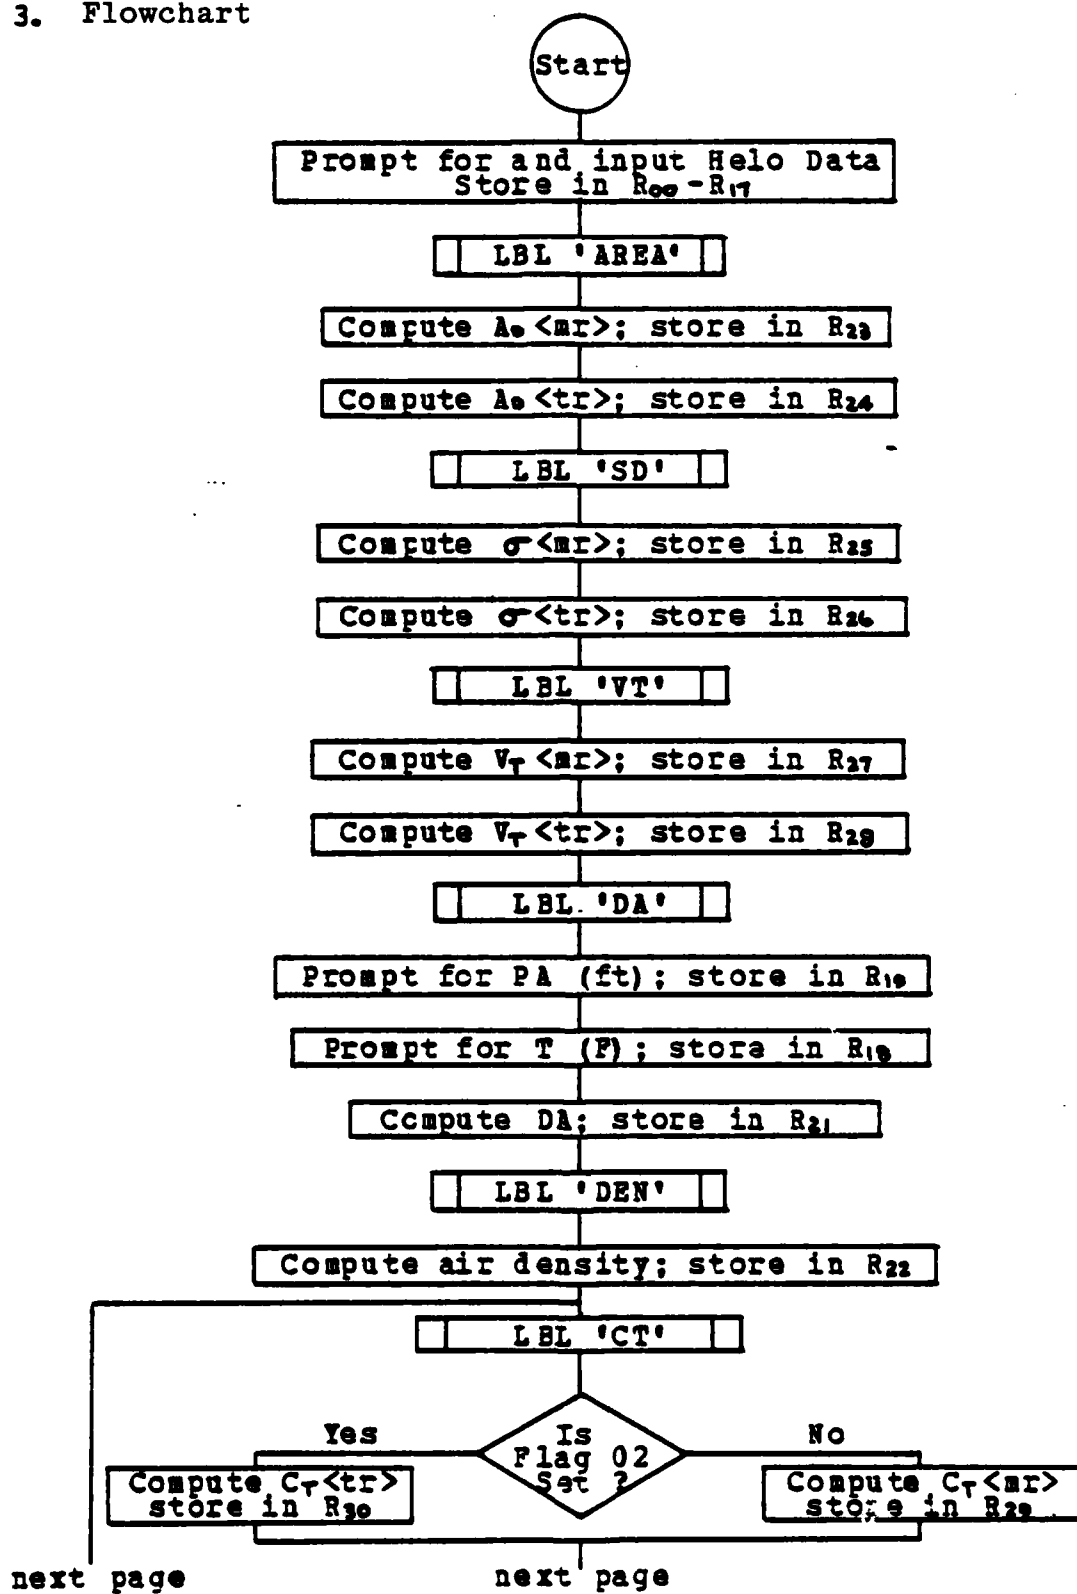 3. Flowchart
Start
Prompt for and input Helo Data
Store in R₀₀-R₁₇
LBL 'AREA'
Compute A₀<mr>; store in R₂₃
Compute A₀<tr>; store in R₂₄
LBL 'SD'
Compute σ<mr>; store in R₂₅
Compute σ<tr>; store in R₂₆
LBL 'VT'
Compute V_T<mr>; store in R₂₇
Compute V_T<tr>; store in R₂₈
LBL 'DA'
Prompt for PA (ft); store in R₁₉
Prompt for T (F); store in R₁₈
Compute DA; store in R₂₁
LBL 'DEN'
Compute air density; store in R₂₂
LBL 'CT'
Yes
Is
Flag 02
Set ?
No
Compute C_T<tr>
store in R₃₀
Compute C_T<mr>
store in R₂₉
next page
next page